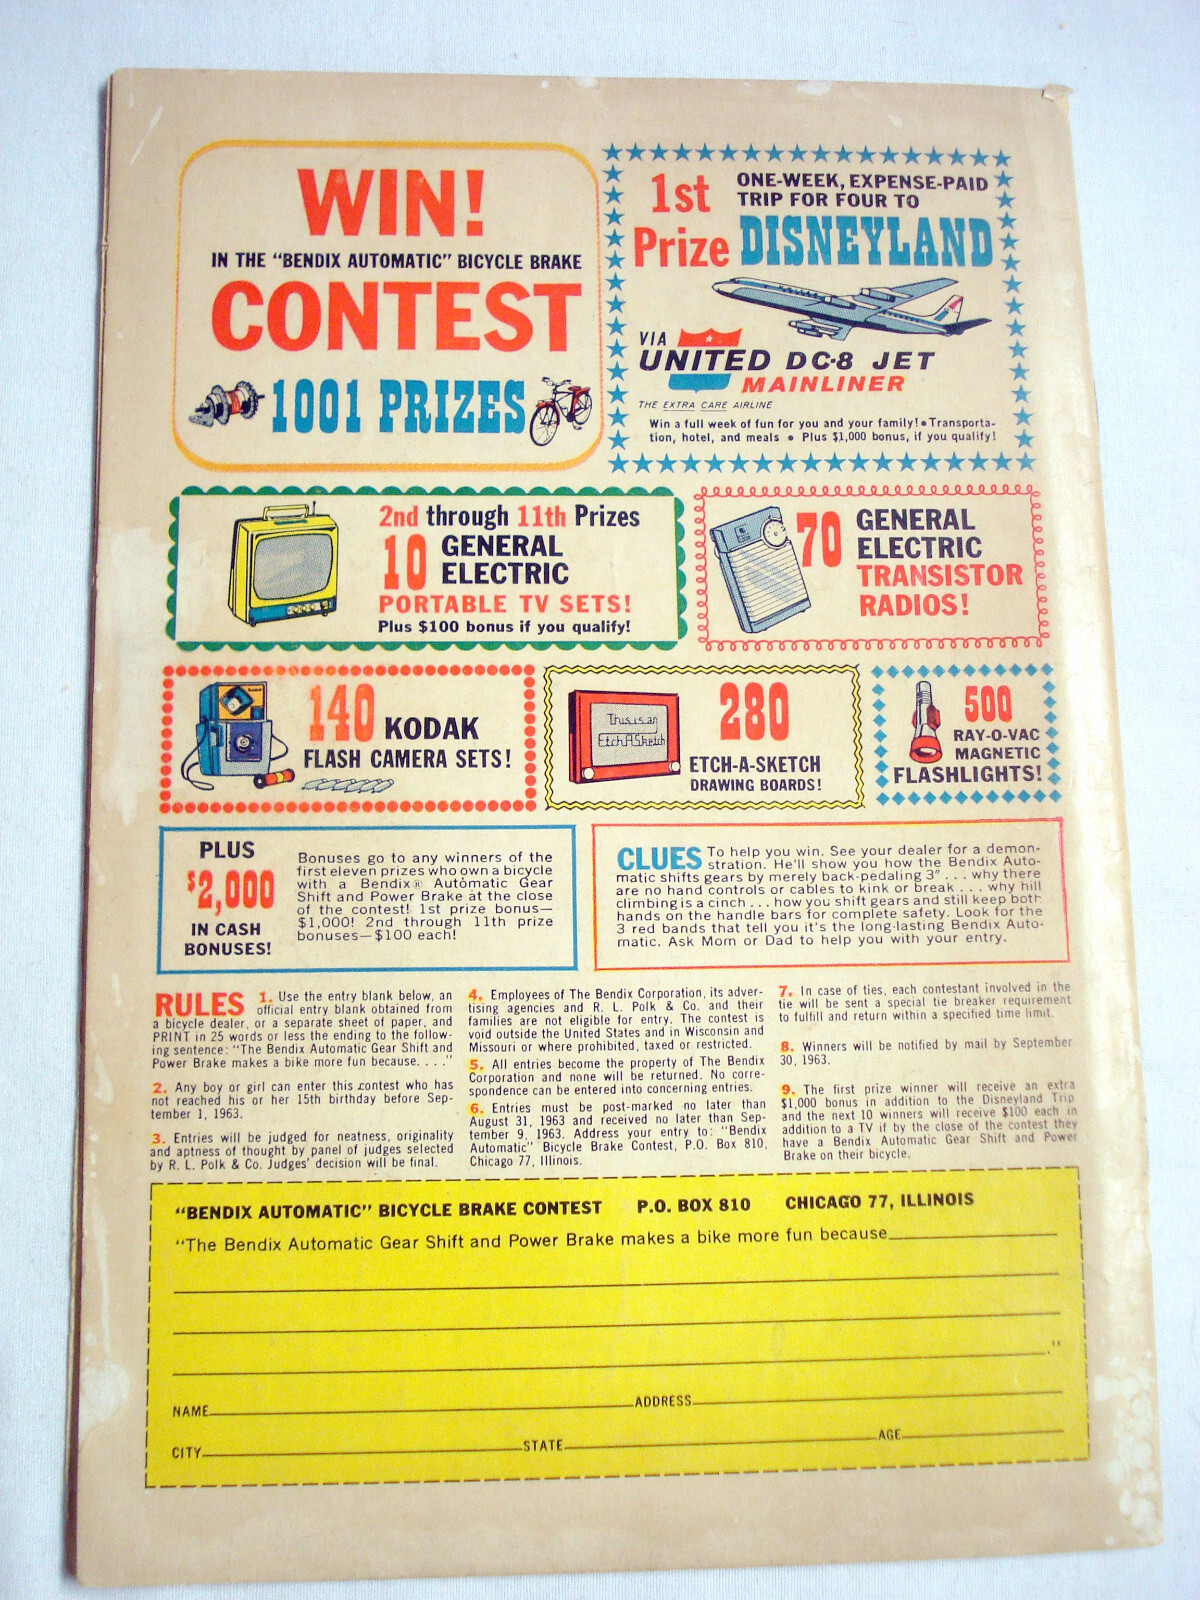 WIN!
IN THE "BENDIX AUTOMATIC" BICYCLE BRAKE
CONTEST
1001 PRIZES
1st
Prize
ONE-WEEK, EXPENSE-PAID
TRIP FOR FOUR TO
DISNEYLAND
VIA
UNITED DC-8 JET
MAINLINER
THE EXTRA CARE AIRLINE
Win a full week of fun for you and your family! • Transporta-
tion, hotel, and meals • Plus $1,000 bonus, if you qualify!
2nd through 11th Prizes
10 GENERAL
ELECTRIC
PORTABLE TV SETS!
Plus $100 bonus if you qualify!
70 GENERAL
ELECTRIC
TRANSISTOR
RADIOS!
140 KODAK
FLASH CAMERA SETS!
This is an
EtchASketch
280
ETCH-A-SKETCH
DRAWING BOARDS!
500
RAY-O-VAC
MAGNETIC
FLASHLIGHTS!
PLUS
$2,000
IN CASH
BONUSES!
Bonuses go to any winners of the
first eleven prizes who own a bicycle
with a Bendix® Automatic Gear
Shift and Power Brake at the close
of the contest! 1st prize bonus—
$1,000! 2nd through 11th prize
bonuses—$100 each!
CLUES To help you win. See your dealer for a demon-
stration. He'll show you how the Bendix Auto-
matic shifts gears by merely back-pedaling 3" . . . why there
are no hand controls or cables to kink or break . . . why hill
climbing is a cinch . . . how you shift gears and still keep both
hands on the handle bars for complete safety. Look for the
3 red bands that tell you it's the long-lasting Bendix Auto-
matic. Ask Mom or Dad to help you with your entry.
RULES 1. Use the entry blank below, an
official entry blank obtained from
a bicycle dealer, or a separate sheet of paper, and
PRINT in 25 words or less the ending to the follow-
ing sentence: "The Bendix Automatic Gear Shift and
Power Brake makes a bike more fun because. . . ."
2. Any boy or girl can enter this contest who has
not reached his or her 15th birthday before Sep-
tember 1, 1963.
3. Entries will be judged for neatness, originality
and aptness of thought by panel of judges selected
by R. L. Polk & Co. Judges' decision will be final.
4. Employees of The Bendix Corporation, its adver-
tising agencies and R. L. Polk & Co. and their
families are not eligible for entry. The contest is
void outside the United States and in Wisconsin and
Missouri or where prohibited, taxed or restricted.
5. All entries become the property of The Bendix
Corporation and none will be returned. No corre-
spondence can be entered into concerning entries.
6. Entries must be post-marked no later than
August 31, 1963 and received no later than Sep-
tember 9, 1963. Address your entry to: "Bendix
Automatic" Bicycle Brake Contest, P.O. Box 810,
Chicago 77, Illinois.
7. In case of ties, each contestant involved in the
tie will be sent a special tie breaker requirement
to fulfill and return within a specified time limit.
8. Winners will be notified by mail by September
30, 1963.
9. The first prize winner will receive an extra
$1,000 bonus in addition to the Disneyland Trip
and the next 10 winners will receive $100 each in
addition to a TV if by the close of the contest they
have a Bendix Automatic Gear Shift and Power
Brake on their bicycle.
"BENDIX AUTOMATIC" BICYCLE BRAKE CONTEST P.O. BOX 810 CHICAGO 77, ILLINOIS
"The Bendix Automatic Gear Shift and Power Brake makes a bike more fun because
."
NAME ADDRESS
CITY STATE AGE